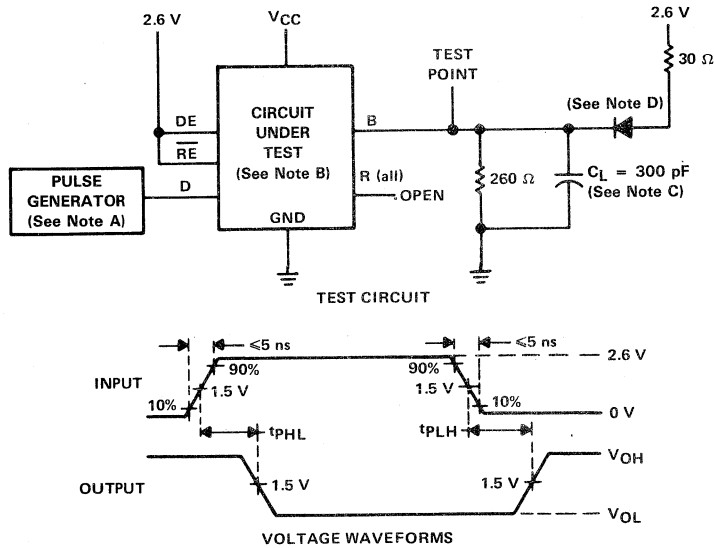 2.6 V
VCC
2.6 V
30 Ω
TEST
POINT
(See Note D)
DE
RE
D
CIRCUIT
UNDER
TEST
(See Note B)
GND
B
R (all)
OPEN
260 Ω
CL = 300 pF
(See Note C)
PULSE
GENERATOR
(See Note A)
TEST CIRCUIT
≤5 ns
≤5 ns
INPUT
90%
90%
2.6 V
1.5 V
1.5 V
10%
10%
0 V
tPHL
tPLH
OUTPUT
1.5 V
1.5 V
VOH
VOL
VOLTAGE WAVEFORMS